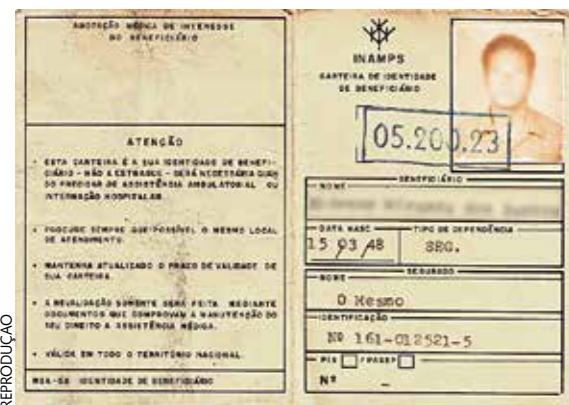 ANOTAÇÃO MÉDICA DE INTERESSE
DO BENEFICIÁRIO
ATENÇÃO
• ESTA CARTEIRA É A SUA IDENTIDADE DE BENEFI-
CIÁRIO - NÃO A ESTRAGUE - SERÁ NECESSÁRIA QUAN
DO PRECISAR DE ASSISTÊNCIA AMBULATORIAL OU
INTERNAÇÃO HOSPITALAR.
• PROCURE SEMPRE QUE POSSÍVEL O MESMO LOCAL
DE ATENDIMENTO.
• MANTENHA ATUALIZADO O PRAZO DE VALIDADE DE
SUA CARTEIRA.
• A REVALIDAÇÃO SOMENTE SERÁ FEITA MEDIANTE
DOCUMENTOS QUE COMPROVAM A MANUTENÇÃO DO
SEU DIREITO A ASSISTÊNCIA MÉDICA.
• VÁLIDA EM TODO O TERRITÓRIO NACIONAL.
IDENTIDADE DE BENEFICIÁRIO
INAMPS
CARTEIRA DE IDENTIDADE
DE BENEFICIÁRIO
05.200.23
BENEFICIÁRIO
NOME
DATA NASC. TIPO DE DEPENDÊNCIA
15 03 48 SEG.
SEGURADO
NOME
O Mesmo
IDENTIFICAÇÃO
Nº 161-012521-5
PIS / PASEP
Nº -
REPRODUÇÃO